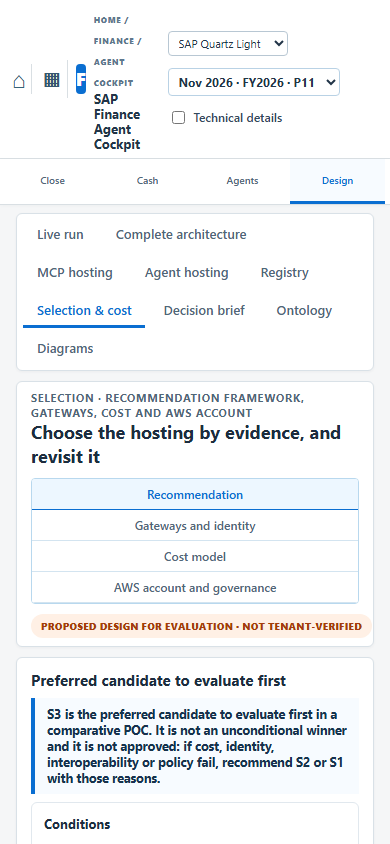 HOME /
FINANCE /
AGENT
COCKPIT
SAP
Finance
Agent
Cockpit
F
SAP Quartz Light
Nov 2026 · FY2026 · P11
Technical details
Close
Cash
Agents
Design
Live run
Complete architecture
MCP hosting
Agent hosting
Registry
Selection & cost
Decision brief
Ontology
Diagrams
SELECTION · RECOMMENDATION FRAMEWORK,
GATEWAYS, COST AND AWS ACCOUNT
Choose the hosting by evidence, and
revisit it
Recommendation
Gateways and identity
Cost model
AWS account and governance
PROPOSED DESIGN FOR EVALUATION · NOT TENANT-VERIFIED
Preferred candidate to evaluate first
S3 is the preferred candidate to evaluate first in a
comparative POC. It is not an unconditional winner
and it is not approved: if cost, identity,
interoperability or policy fail, recommend S2 or S1
with those reasons.
Conditions